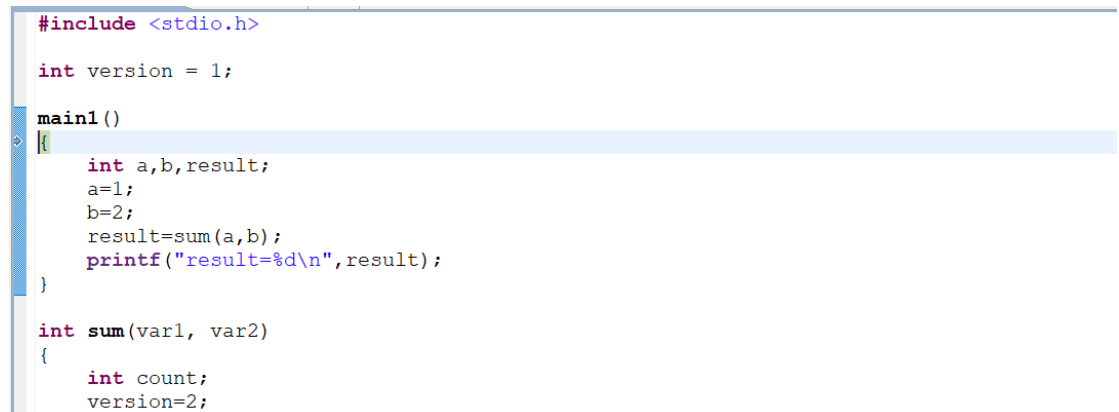 #include <stdio.h>
int version = 1;
main1()
{
int a,b,result;
a=1;
b=2;
result=sum(a,b);
printf("result=%d\n",result);
}
int sum(var1, var2)
{
int count;
version=2;